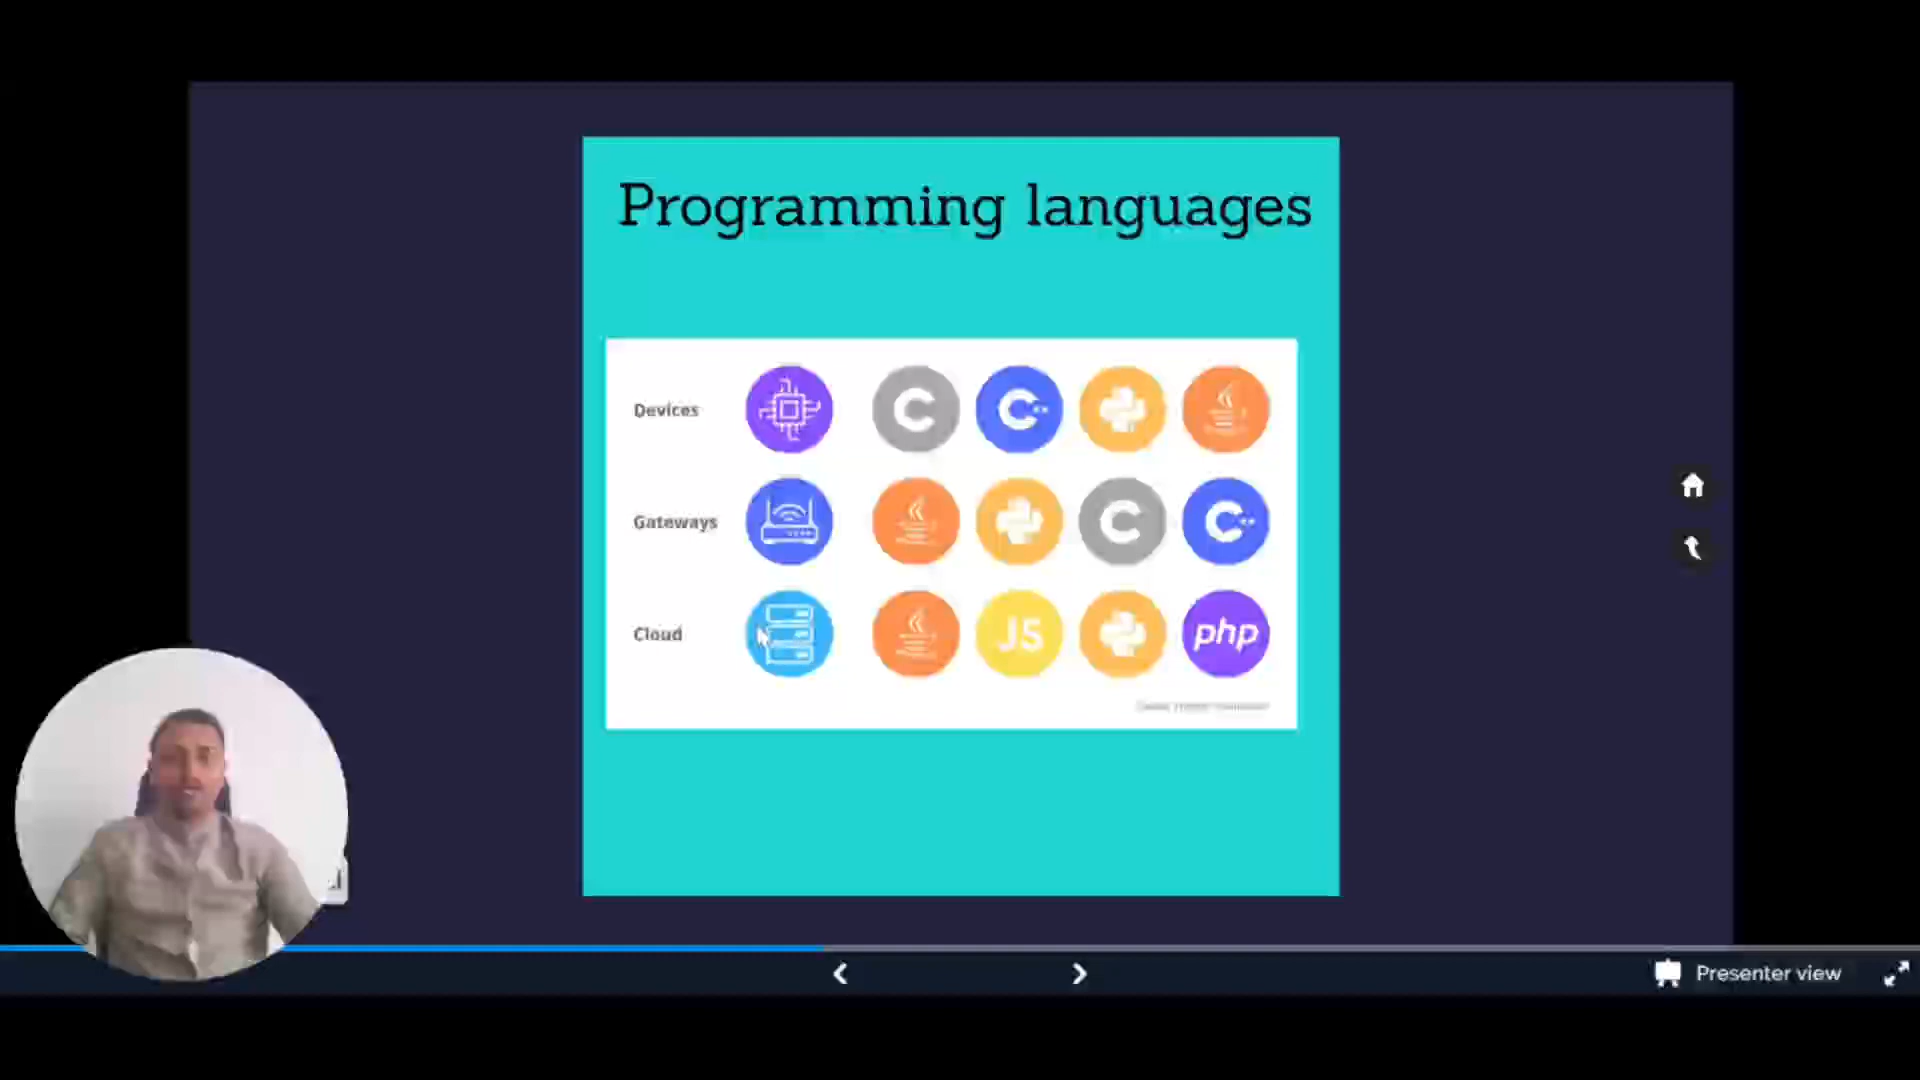 Programming languages
Devices C C++
Gateways C C++
Cloud JS php
Presenter view